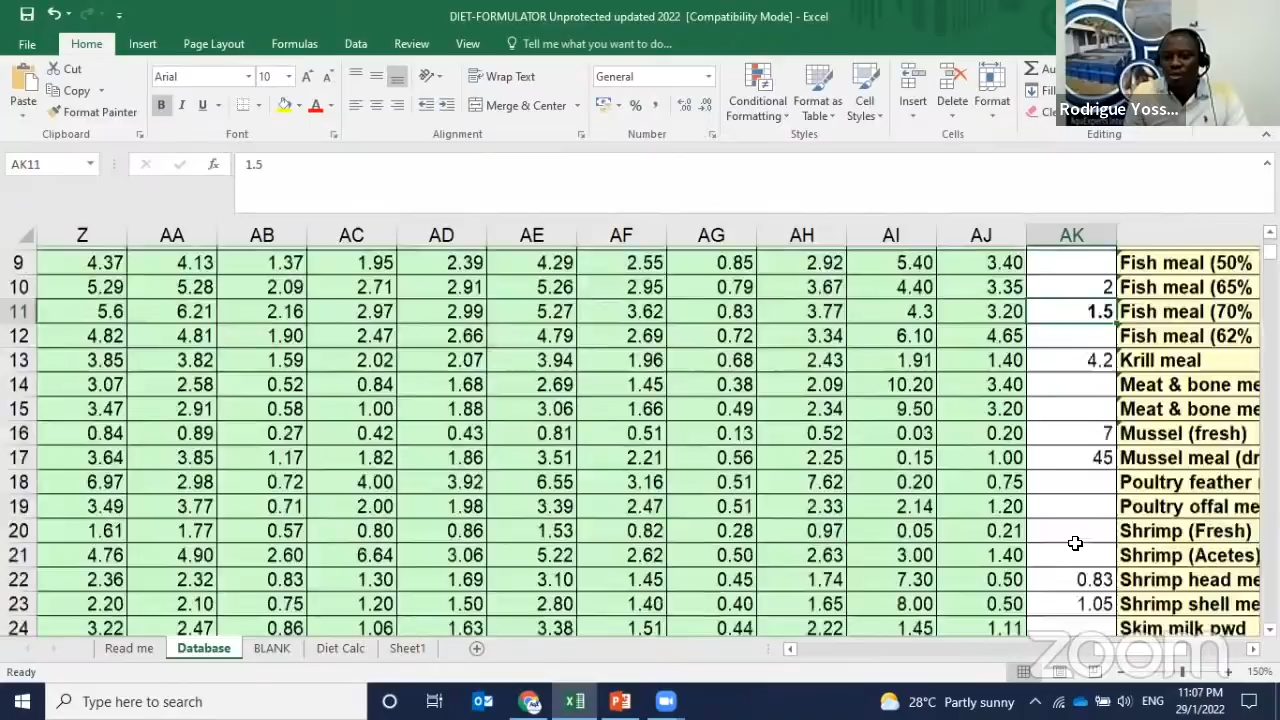 DIET-FORMULATOR Unprotected updated 2022 [Compatibility Mode] - Excel
File Home Insert Page Layout Formulas Data Review View Tell me what you want to do...
Cut
Copy
Format Painter
Paste
Arial 10
B I U
Wrap Text
Merge & Center
General
Conditional Formatting
Format as Table
Cell Styles
Insert Delete Format
Rodrigue Yoss...
Clipboard Font Alignment Number Styles Cells Editing
AK11 fx 1.5
Z AA AB AC AD AE AF AG AH AI AJ AK
9 4.37 4.13 1.37 1.95 2.39 4.29 2.55 0.85 2.92 5.40 3.40 Fish meal (50%
10 5.29 5.28 2.09 2.71 2.91 5.26 2.95 0.79 3.67 4.40 3.35 2 Fish meal (65%
11 5.6 6.21 2.16 2.97 2.99 5.27 3.62 0.83 3.77 4.3 3.20 1.5 Fish meal (70%
12 4.82 4.81 1.90 2.47 2.66 4.79 2.69 0.72 3.34 6.10 4.65 Fish meal (62%
13 3.85 3.82 1.59 2.02 2.07 3.94 1.96 0.68 2.43 1.91 1.40 4.2 Krill meal
14 3.07 2.58 0.52 0.84 1.68 2.69 1.45 0.38 2.09 10.20 3.40 Meat & bone me
15 3.47 2.91 0.58 1.00 1.88 3.06 1.66 0.49 2.34 9.50 3.20 Meat & bone me
16 0.84 0.89 0.27 0.42 0.43 0.81 0.51 0.13 0.52 0.03 0.20 7 Mussel (fresh)
17 3.64 3.85 1.17 1.82 1.86 3.51 2.21 0.56 2.25 0.15 1.00 45 Mussel meal (dr
18 6.97 2.98 0.72 4.00 3.92 6.55 3.16 0.51 7.62 0.20 0.75 Poultry feather
19 3.49 3.77 0.71 2.00 1.98 3.39 2.47 0.51 2.33 2.14 1.20 Poultry offal me
20 1.61 1.77 0.57 0.80 0.86 1.53 0.82 0.28 0.97 0.05 0.21 Shrimp (Fresh)
21 4.76 4.90 2.60 6.64 3.06 5.22 2.62 0.50 2.63 3.00 1.40 Shrimp (Acetes)
22 2.36 2.32 0.83 1.30 1.69 3.10 1.45 0.45 1.74 7.30 0.50 0.83 Shrimp head me
23 2.20 2.10 0.75 1.20 1.50 2.80 1.40 0.40 1.65 8.00 0.50 1.05 Shrimp shell me
24 3.22 2.47 0.86 1.06 1.63 3.38 1.51 0.44 2.22 1.45 1.11 Skim milk pwd
Read me Database BLANK Diet Calc Sheet1
zoom
Ready 150%
Type here to search
28°C Partly sunny ENG 11:07 PM
29/1/2022